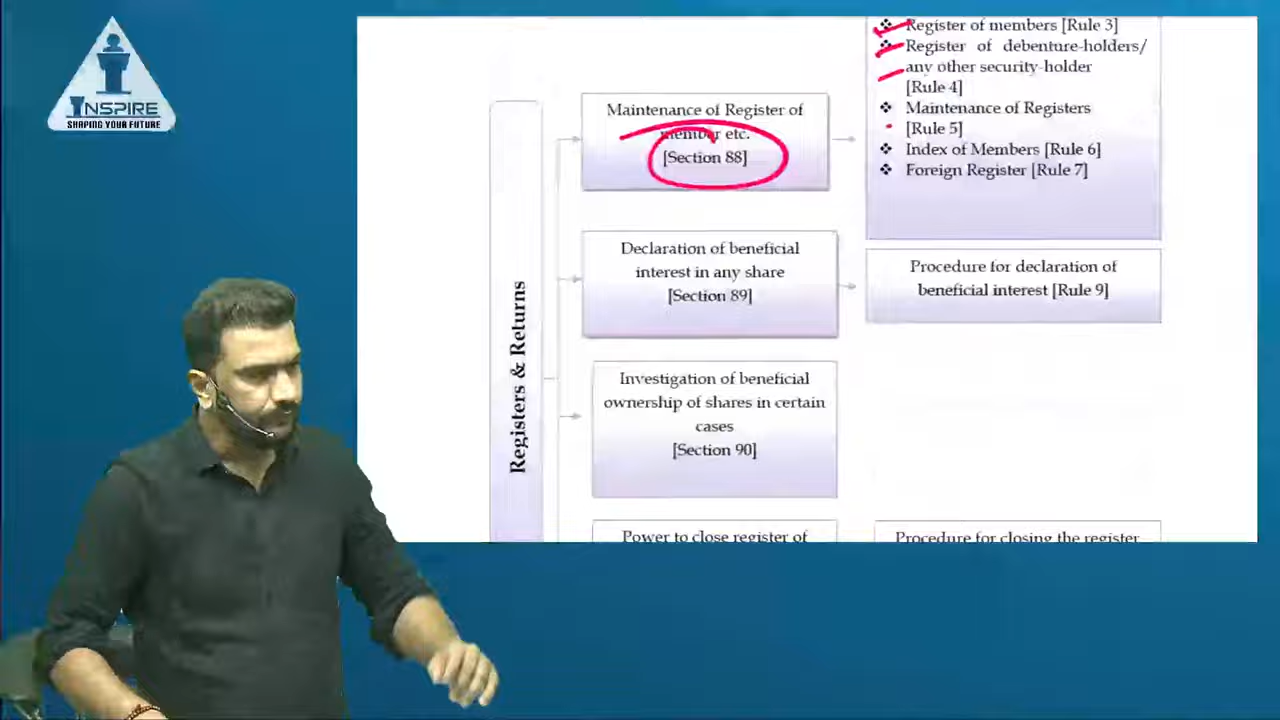 INSPIRE
SHAPING YOUR FUTURE
Registers & Returns
Maintenance of Register of
member etc.
[Section 88]
❖ Register of members [Rule 3]
❖ Register of debenture-holders/
any other security-holder
[Rule 4]
❖ Maintenance of Registers
[Rule 5]
❖ Index of Members [Rule 6]
❖ Foreign Register [Rule 7]
Declaration of beneficial
interest in any share
[Section 89]
Procedure for declaration of
beneficial interest [Rule 9]
Investigation of beneficial
ownership of shares in certain
cases
[Section 90]
Power to close register of
Procedure for closing the register